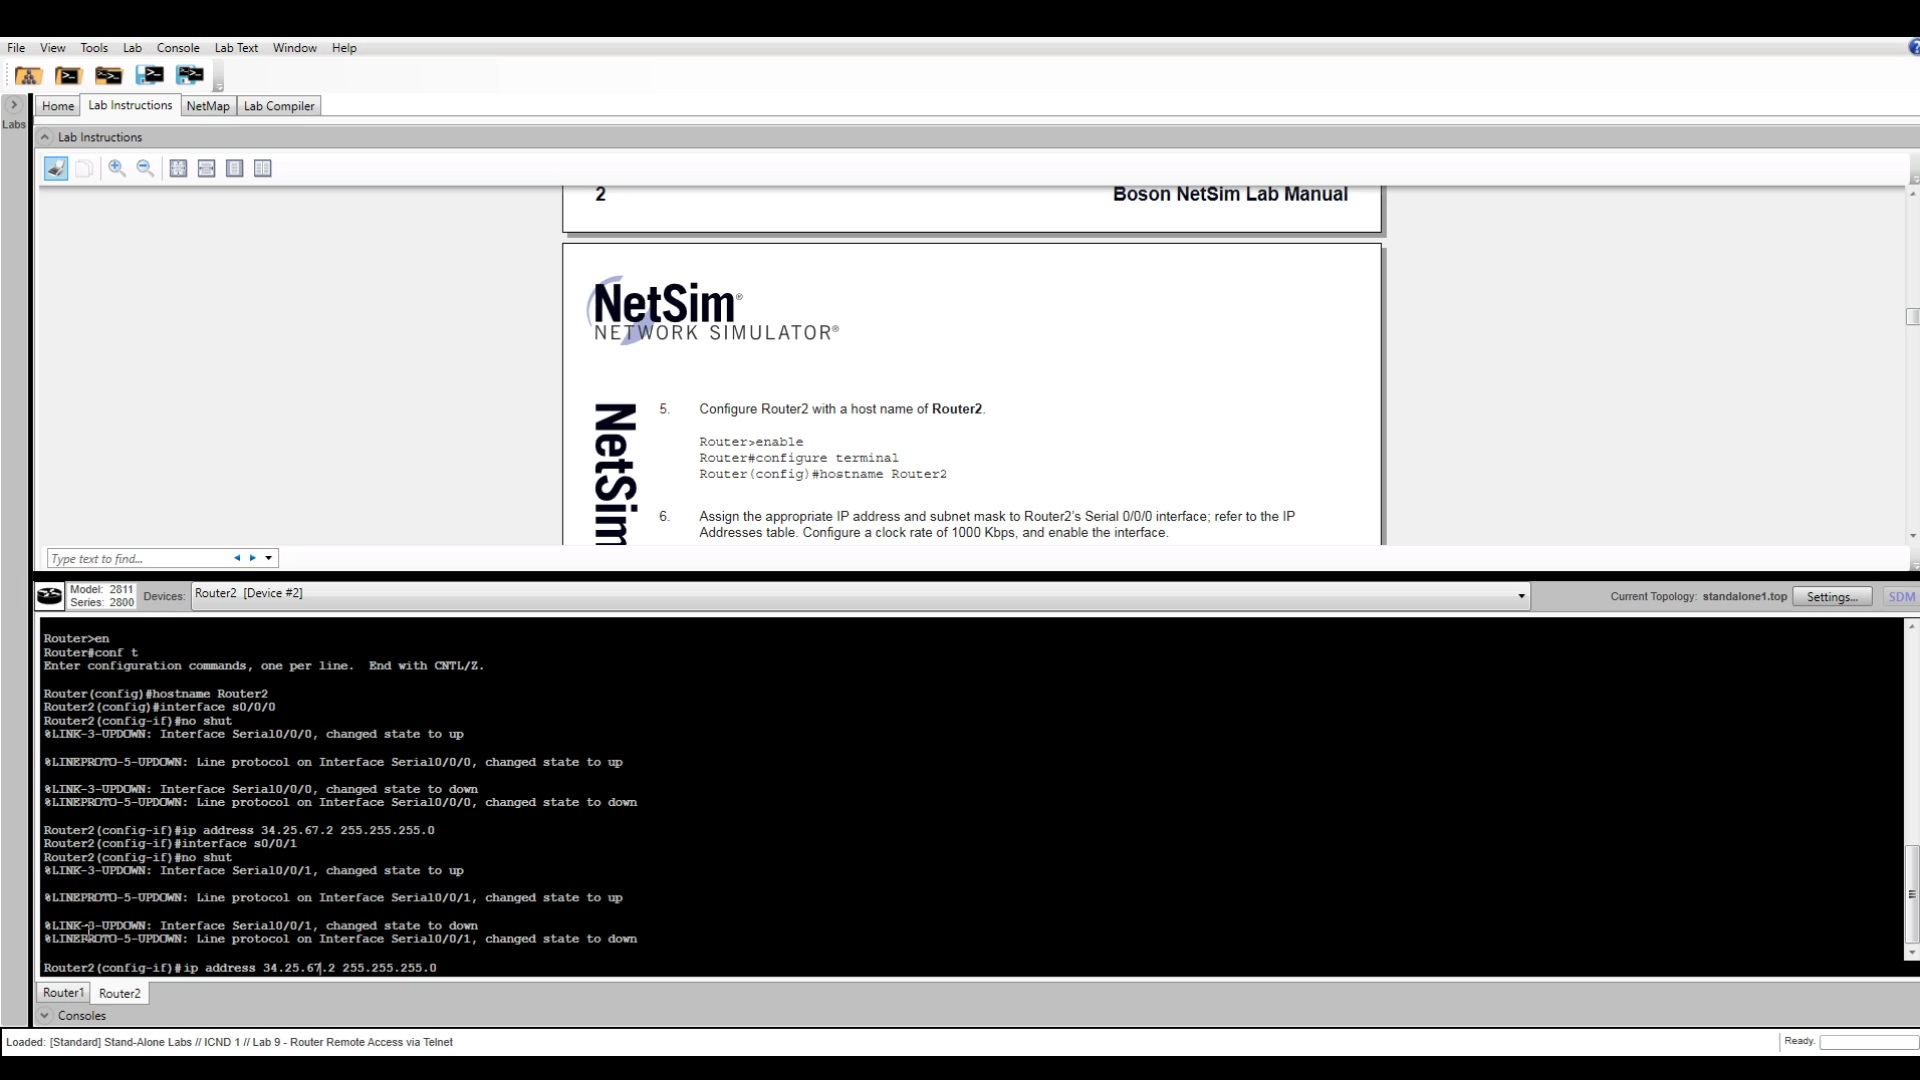 File View Tools Lab Console Lab Text Window Help
Labs
Home Lab Instructions NetMap Lab Compiler
Lab Instructions
2 Boson NetSim Lab Manual
NetSim®
NETWORK SIMULATOR®
NetSim
5. Configure Router2 with a host name of Router2.
Router>enable
Router#configure terminal
Router(config)#hostname Router2
6. Assign the appropriate IP address and subnet mask to Router2's Serial 0/0/0 interface; refer to the IP
Addresses table. Configure a clock rate of 1000 Kbps, and enable the interface.
Type text to find...
Model: 2811
Series: 2800
Devices: Router2 [Device #2]
Current Topology: standalone1.top Settings... SDM
Router>en
Router#conf t
Enter configuration commands, one per line.  End with CNTL/Z.
Router(config)#hostname Router2
Router2(config)#interface s0/0/0
Router2(config-if)#no shut
%LINK-3-UPDOWN: Interface Serial0/0/0, changed state to up
%LINEPROTO-5-UPDOWN: Line protocol on Interface Serial0/0/0, changed state to up
%LINK-3-UPDOWN: Interface Serial0/0/0, changed state to down
%LINEPROTO-5-UPDOWN: Line protocol on Interface Serial0/0/0, changed state to down
Router2(config-if)#ip address 34.25.67.2 255.255.255.0
Router2(config-if)#interface s0/0/1
Router2(config-if)#no shut
%LINK-3-UPDOWN: Interface Serial0/0/1, changed state to up
%LINEPROTO-5-UPDOWN: Line protocol on Interface Serial0/0/1, changed state to up
%LINK-3-UPDOWN: Interface Serial0/0/1, changed state to down
%LINEPROTO-5-UPDOWN: Line protocol on Interface Serial0/0/1, changed state to down
Router2(config-if)#ip address 34.25.67.2 255.255.255.0
Router1 Router2
Consoles
Loaded: [Standard] Stand-Alone Labs // ICND 1 // Lab 9 - Router Remote Access via Telnet
Ready.